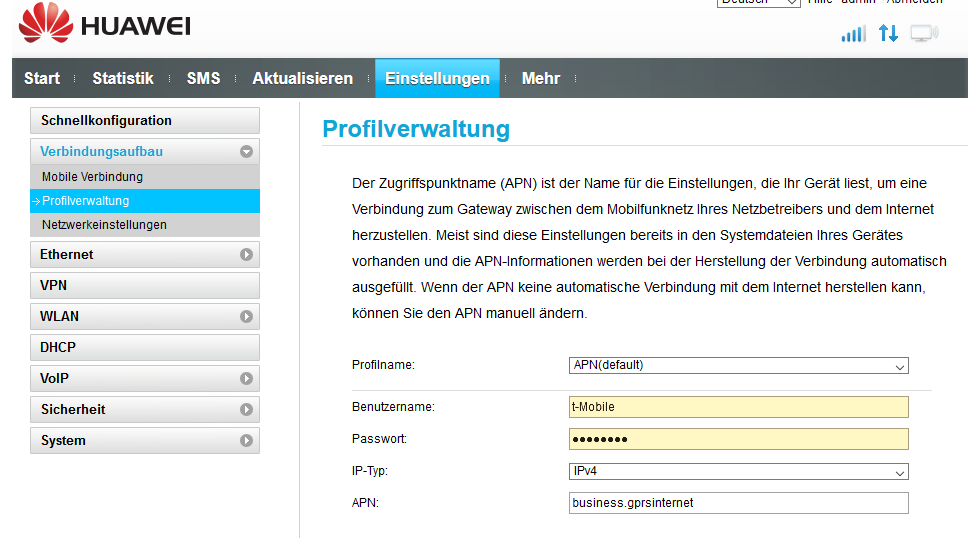 Deutsch Hilfe admin Abmelden
HUAWEI
Start Statistik SMS Aktualisieren Einstellungen Mehr
Schnellkonfiguration
Verbindungsaufbau
Mobile Verbindung
Profilverwaltung
Netzwerkeinstellungen
Ethernet
VPN
WLAN
DHCP
VoIP
Sicherheit
System
Profilverwaltung
Der Zugriffspunktname (APN) ist der Name für die Einstellungen, die Ihr Gerät liest, um eine
Verbindung zum Gateway zwischen dem Mobilfunknetz Ihres Netzbetreibers und dem Internet
herzustellen. Meist sind diese Einstellungen bereits in den Systemdateien Ihres Gerätes
vorhanden und die APN-Informationen werden bei der Herstellung der Verbindung automatisch
ausgefüllt. Wenn der APN keine automatische Verbindung mit dem Internet herstellen kann,
können Sie den APN manuell ändern.
Profilname: APN(default)
Benutzername: t-Mobile
Passwort: ••••••••
IP-Typ: IPv4
APN: business.gprsinternet